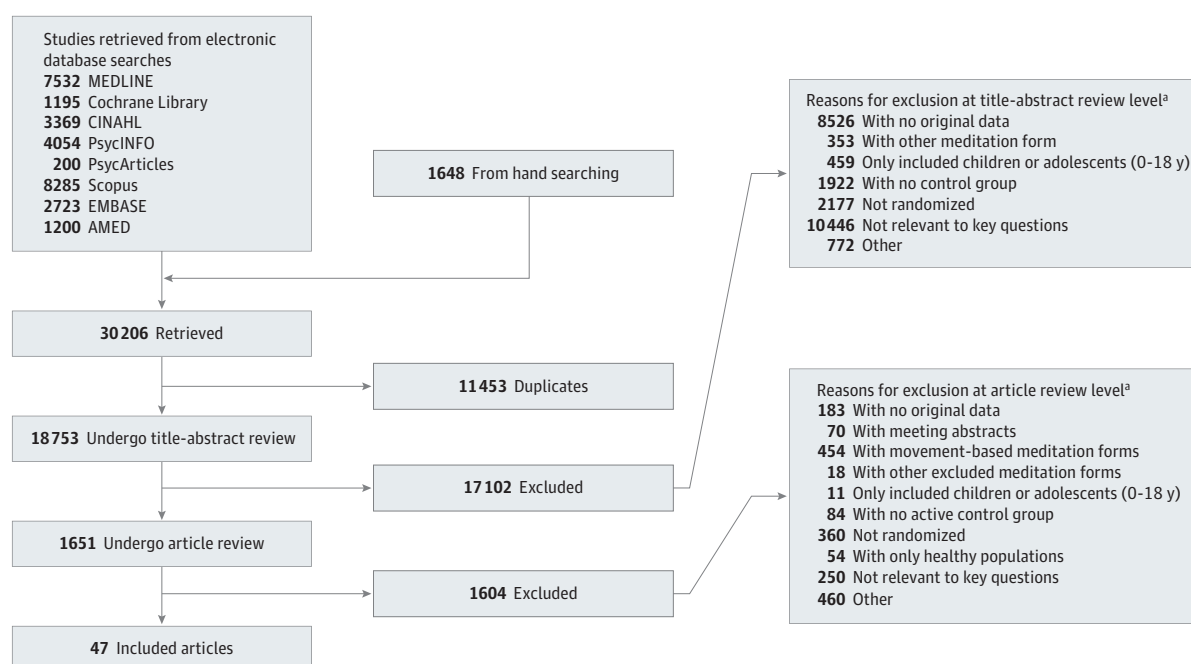 Studies retrieved from electronic
database searches
7532 MEDLINE
1195 Cochrane Library
3369 CINAHL
4054 PsycINFO
200 PsycArticles
8285 Scopus
2723 EMBASE
1200 AMED
1648 From hand searching
30206 Retrieved
11453 Duplicates
18753 Undergo title-abstract review
17102 Excluded
Reasons for exclusion at title-abstract review levelᵃ
8526 With no original data
353 With other meditation form
459 Only included children or adolescents (0-18 y)
1922 With no control group
2177 Not randomized
10446 Not relevant to key questions
772 Other
1651 Undergo article review
1604 Excluded
Reasons for exclusion at article review levelᵃ
183 With no original data
70 With meeting abstracts
454 With movement-based meditation forms
18 With other excluded meditation forms
11 Only included children or adolescents (0-18 y)
84 With no active control group
360 Not randomized
54 With only healthy populations
250 Not relevant to key questions
460 Other
47 Included articles